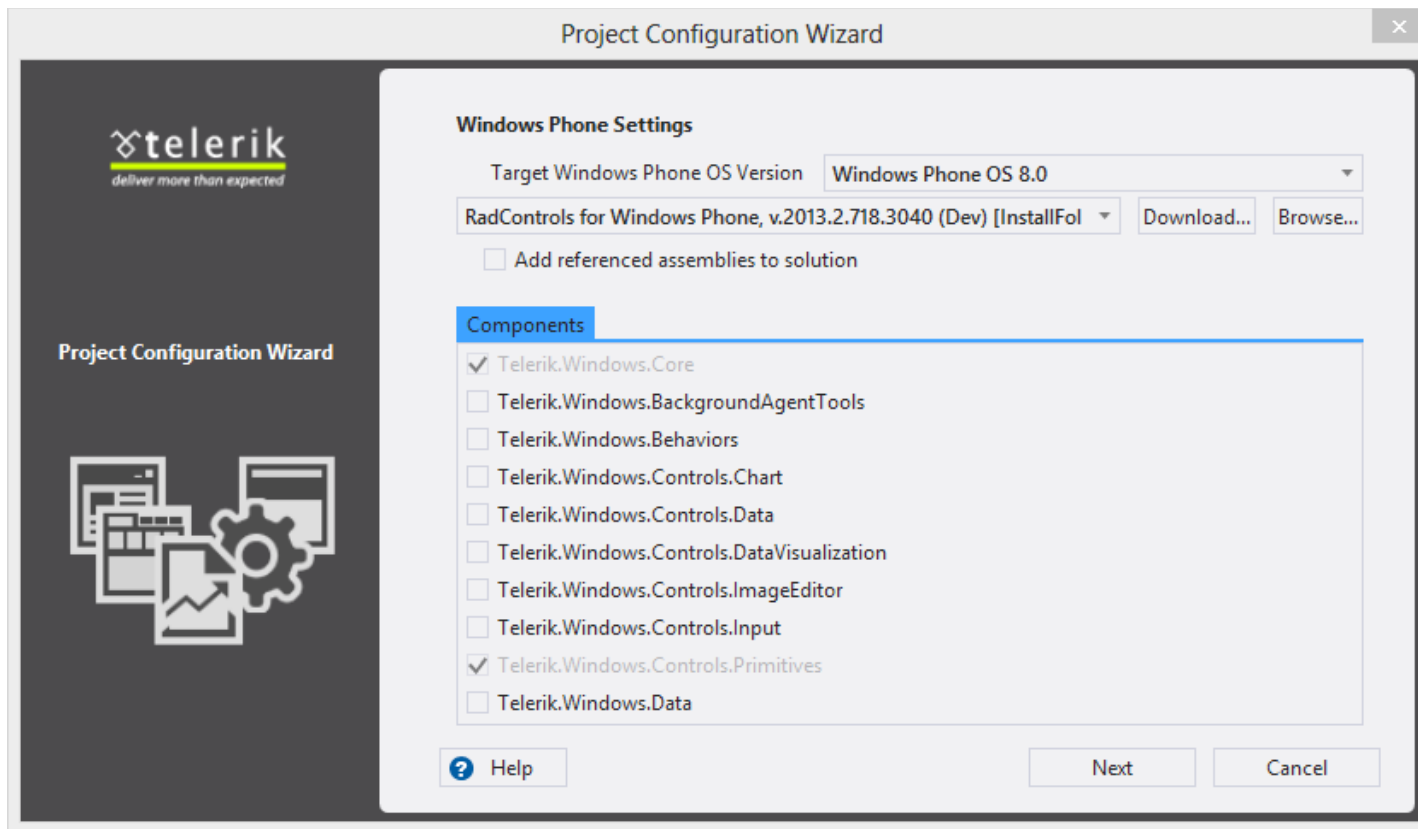 Project Configuration Wizard
telerik
deliver more than expected
Project Configuration Wizard
Windows Phone Settings
Target Windows Phone OS Version Windows Phone OS 8.0
RadControls for Windows Phone, v.2013.2.718.3040 (Dev) [InstallFol Download... Browse...
Add referenced assemblies to solution
Components
Telerik.Windows.Core
Telerik.Windows.BackgroundAgentTools
Telerik.Windows.Behaviors
Telerik.Windows.Controls.Chart
Telerik.Windows.Controls.Data
Telerik.Windows.Controls.DataVisualization
Telerik.Windows.Controls.ImageEditor
Telerik.Windows.Controls.Input
Telerik.Windows.Controls.Primitives
Telerik.Windows.Data
? Help Next Cancel